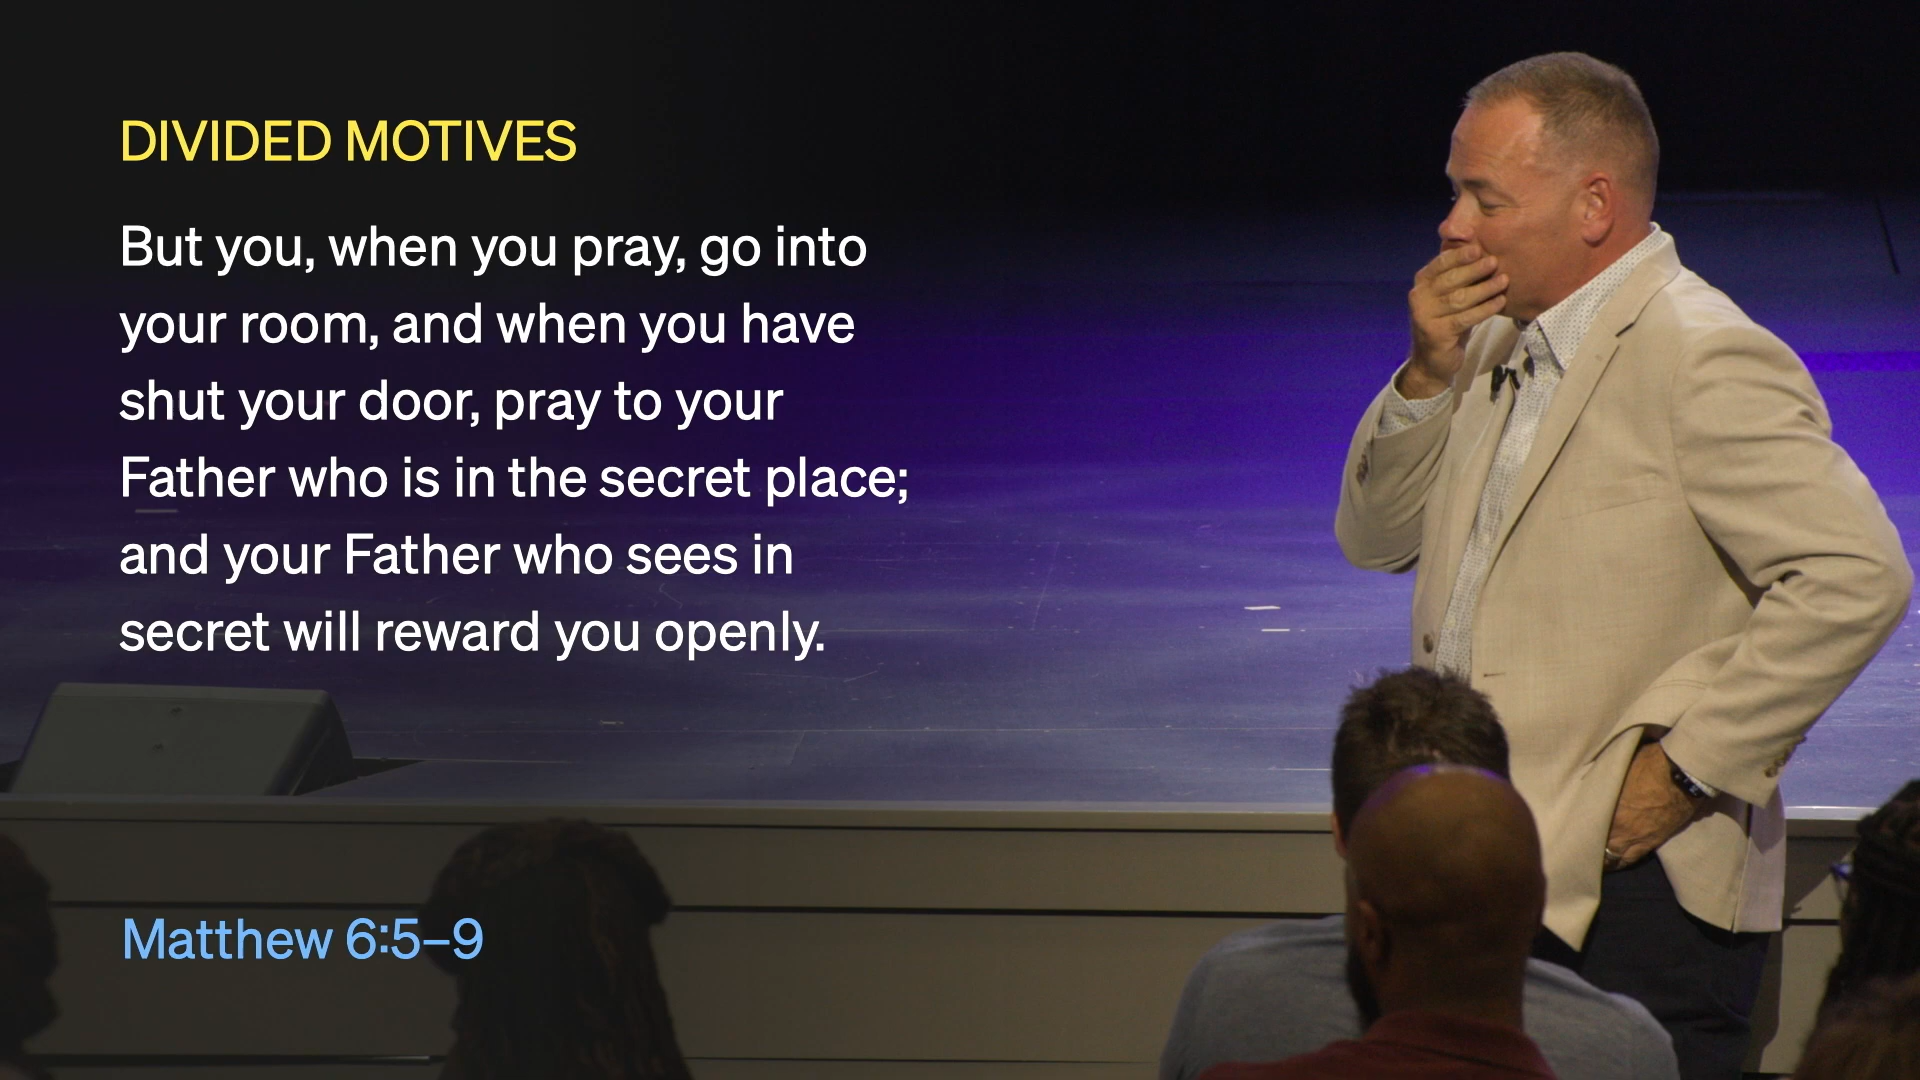 DIVIDED MOTIVES
But you, when you pray, go into
your room, and when you have
shut your door, pray to your
Father who is in the secret place;
and your Father who sees in
secret will reward you openly.
Matthew 6:5–9